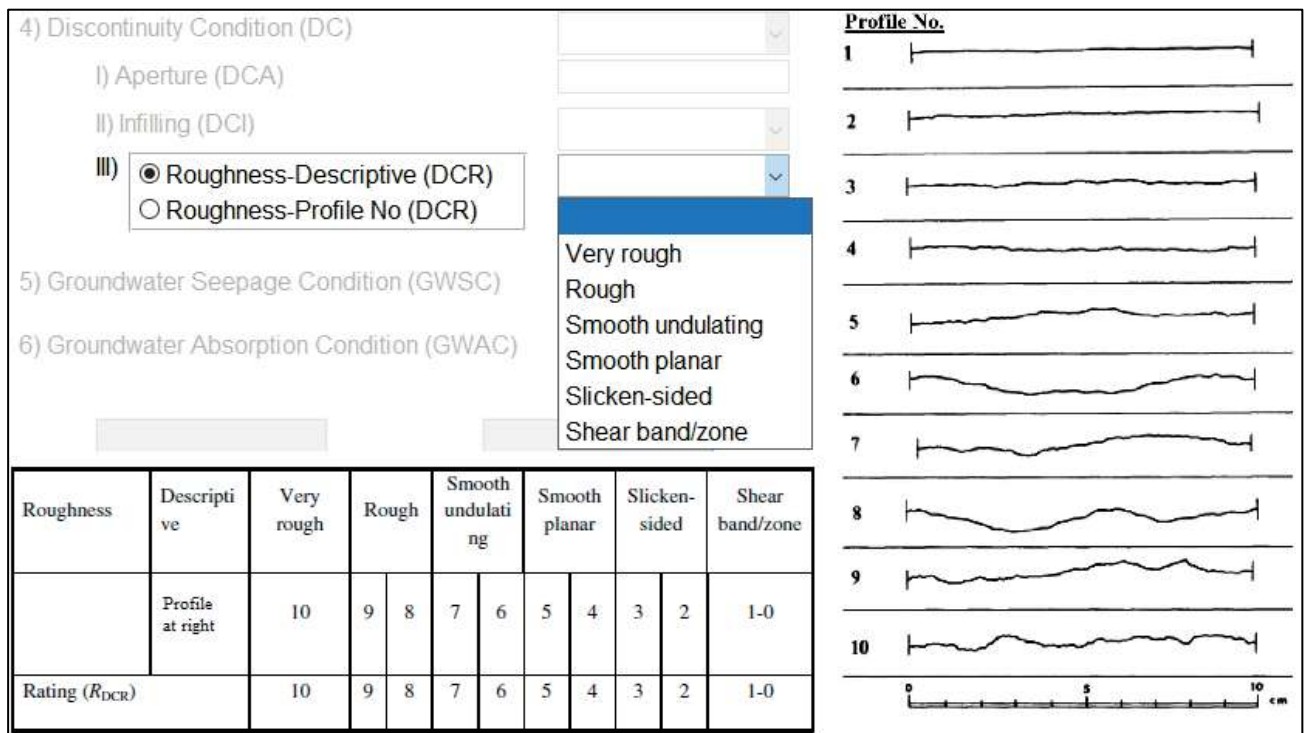 4) Discontinuity Condition (DC)
I) Aperture (DCA)
II) Infilling (DCI)
III)
Roughness-Descriptive (DCR)
Roughness-Profile No (DCR)
Very rough
Rough
Smooth undulating
Smooth planar
Slicken-sided
Shear band/zone
5) Groundwater Seepage Condition (GWSC)
6) Groundwater Absorption Condition (GWAC)
Roughness Descripti Very Rough Smooth Smooth Slicken- Shear
ve rough undulati planar sided band/zone
ng
Profile 10 9 8 7 6 5 4 3 2 1-0
at right
Rating (RDCR) 10 9 8 7 6 5 4 3 2 1-0
Profile No.
1
2
3
4
5
6
7
8
9
10
0 5 10
cm